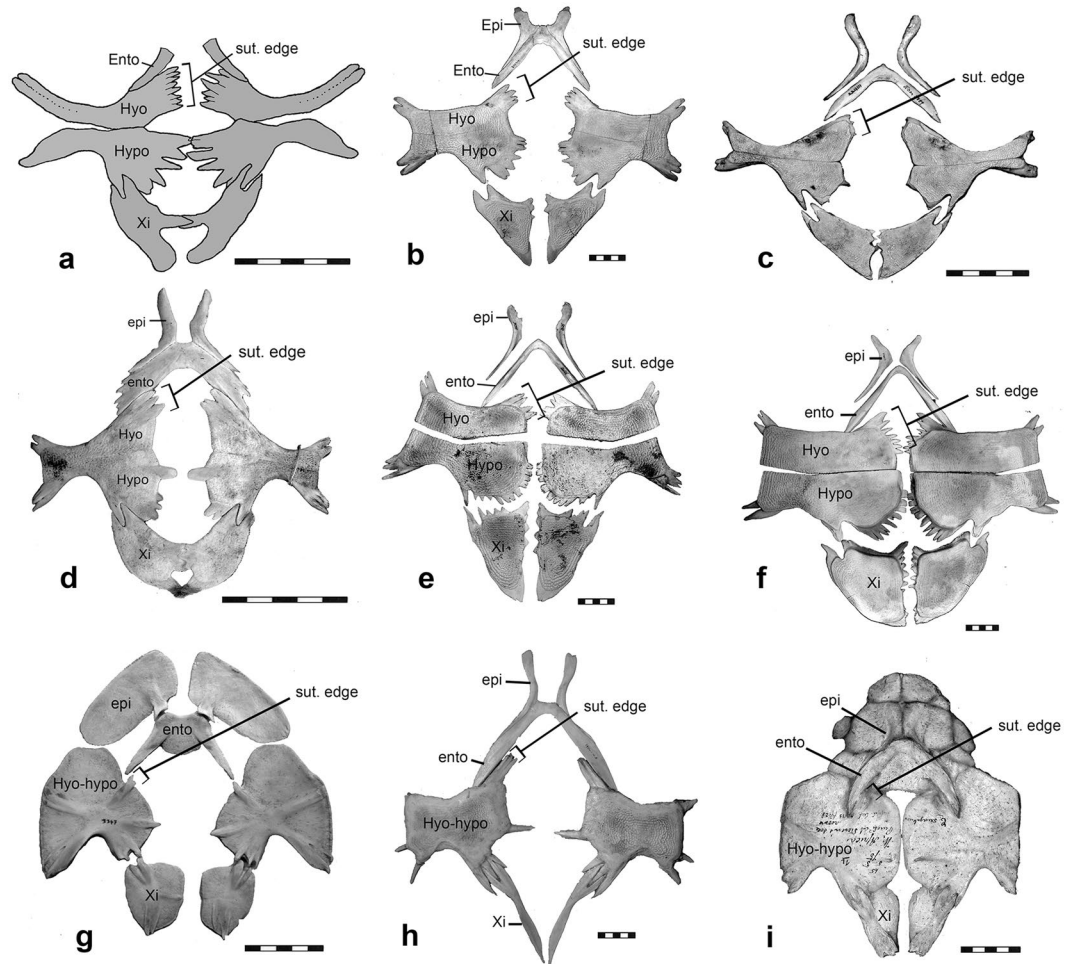 Ento
sut. edge
Hyo
Hypo
Xi
a
Epi
Ento
sut. edge
Hyo
Hypo
Xi
b
sut. edge
c
epi
sut. edge
ento
Hyo
Hypo
Xi
d
epi
ento
sut. edge
Hyo
Hypo
Xi
e
epi
ento
sut. edge
Hyo
Hypo
Xi
f
epi
sut. edge
ento
Hyo-hypo
Xi
g
epi
sut. edge
ento
Hyo-hypo
Xi
h
epi
sut. edge
ento
Hyo-hypo
Xi
i